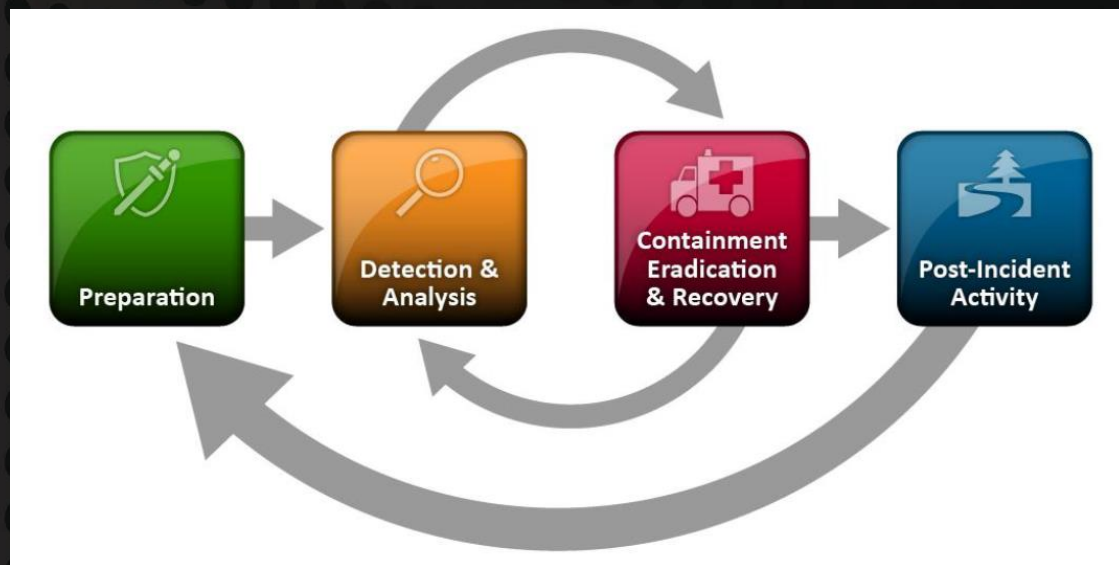 Preparation
Detection &
Analysis
Containment
Eradication
& Recovery
Post-Incident
Activity